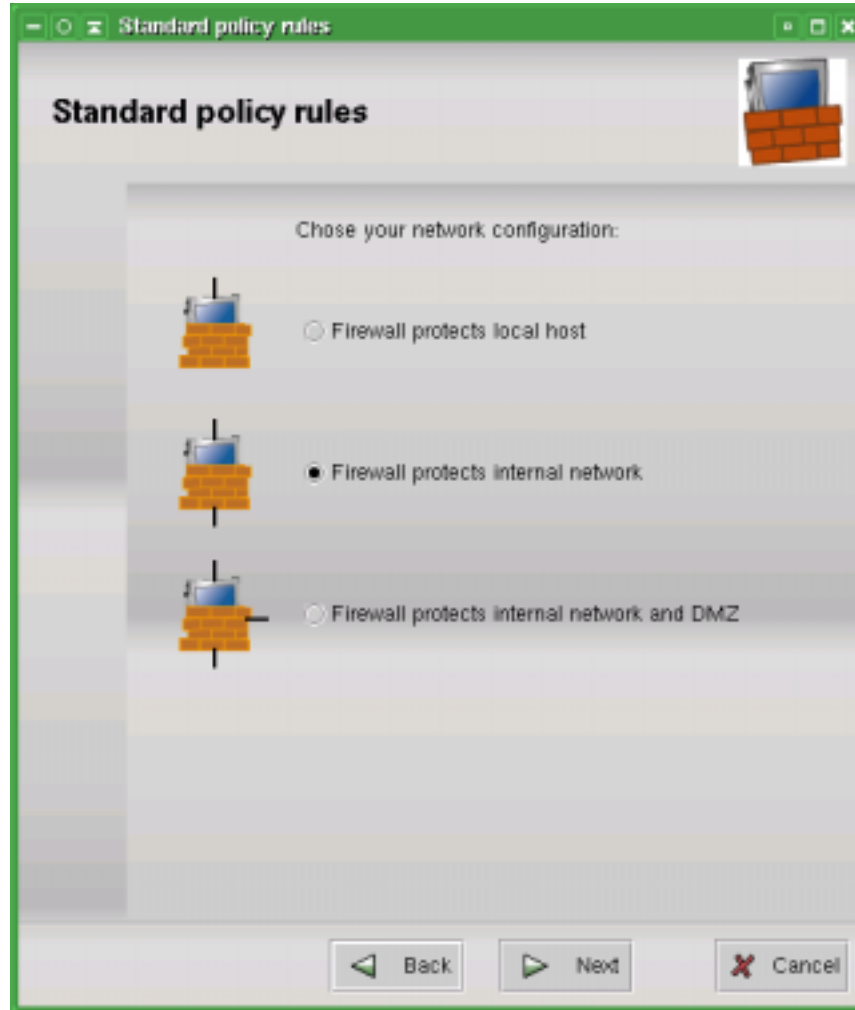 Standard policy rules
Standard policy rules
Chose your network configuration:
Firewall protects local host
Firewall protects internal network
Firewall protects internal network and DMZ
Back
Next
Cancel